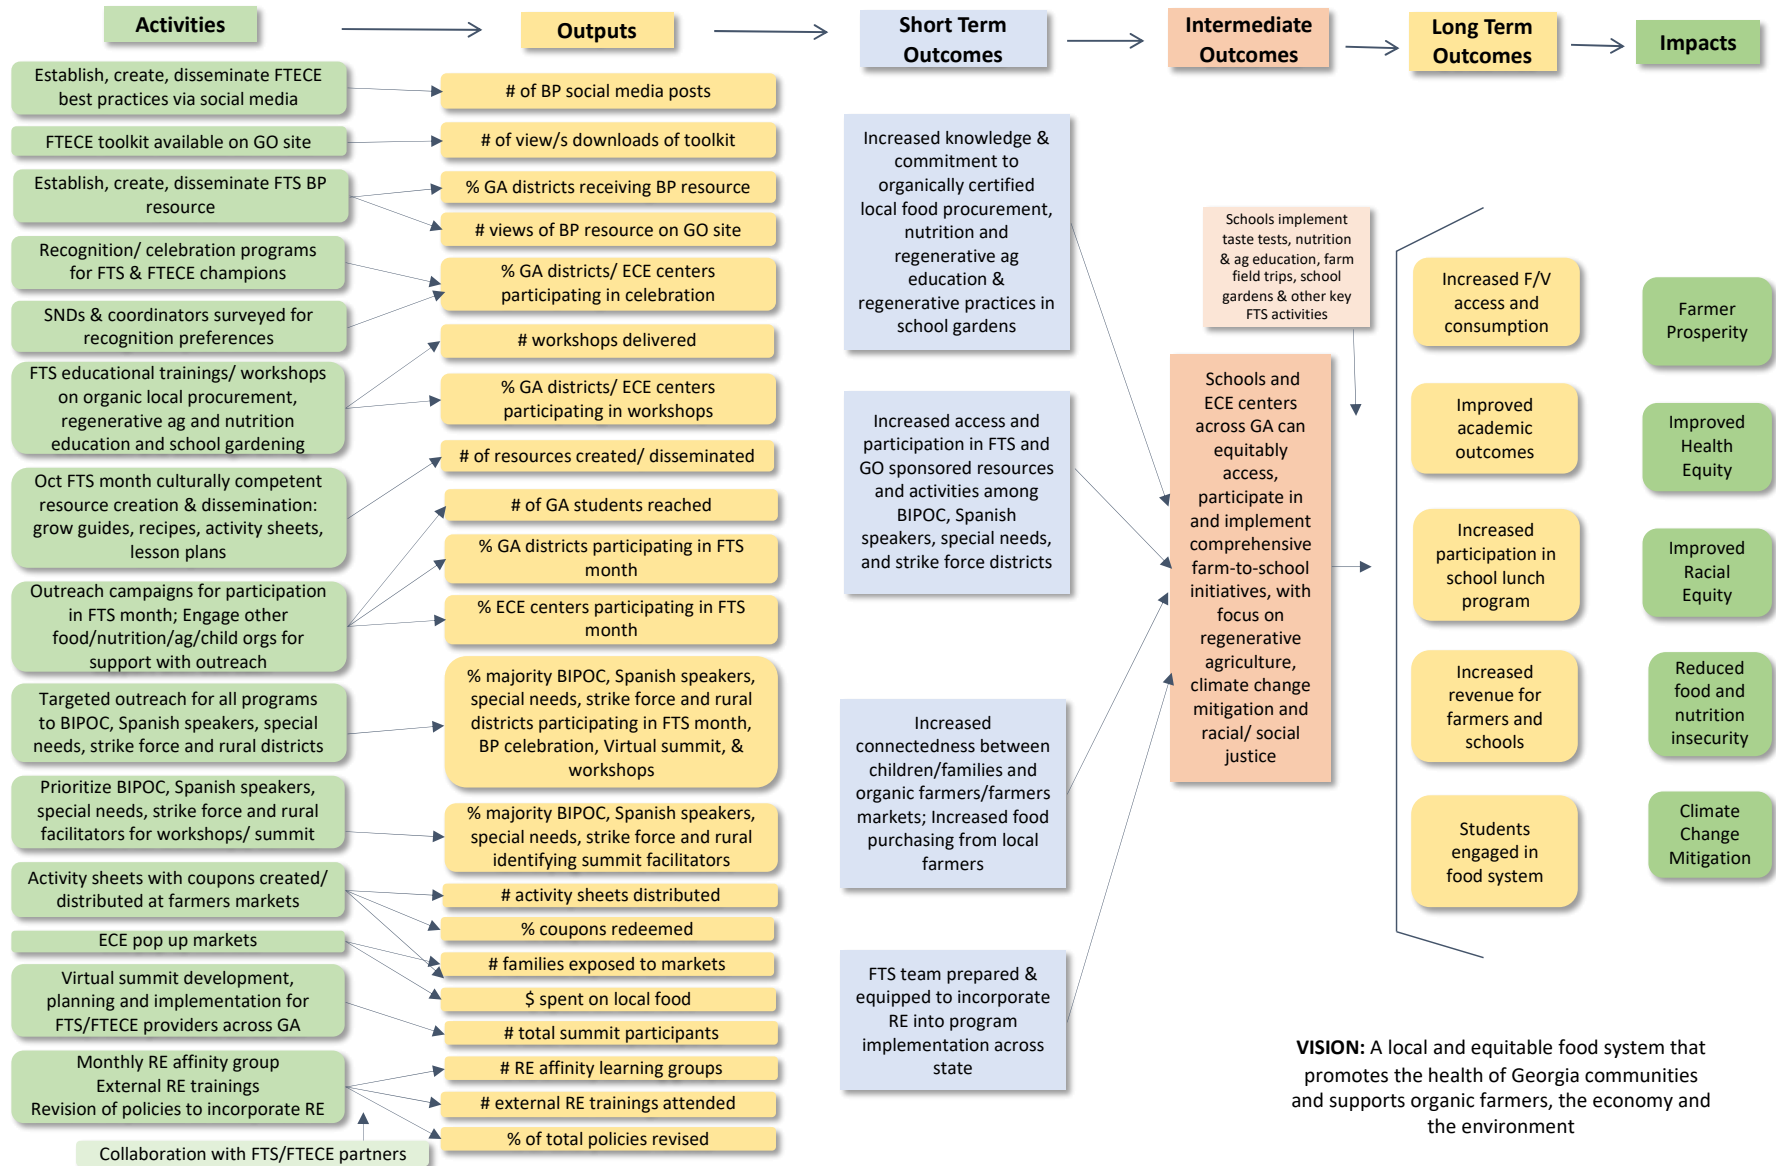 Activities
Outputs
Short Term
Outcomes
Intermediate
Outcomes
Long Term
Outcomes
Impacts
Establish, create, disseminate FTECE
best practices via social media
FTECE toolkit available on GO site
Establish, create, disseminate FTS BP
resource
Recognition/ celebration programs
for FTS & FTECE champions
SNDs & coordinators surveyed for
recognition preferences
FTS educational trainings/ workshops
on organic local procurement,
regenerative ag and nutrition
education and school gardening
Oct FTS month culturally competent
resource creation & dissemination:
grow guides, recipes, activity sheets,
lesson plans
Outreach campaigns for participation
in FTS month; Engage other
food/nutrition/ag/child orgs for
support with outreach
Targeted outreach for all programs
to BIPOC, Spanish speakers, special
needs, strike force and rural districts
Prioritize BIPOC, Spanish speakers,
special needs, strike force and rural
facilitators for workshops/ summit
Activity sheets with coupons created/
distributed at farmers markets
ECE pop up markets
Virtual summit development,
planning and implementation for
FTS/FTECE providers across GA
Monthly RE affinity group
External RE trainings
Revision of policies to incorporate RE
Collaboration with FTS/FTECE partners
# of BP social media posts
# of view/s downloads of toolkit
% GA districts receiving BP resource
# views of BP resource on GO site
% GA districts/ ECE centers
participating in celebration
# workshops delivered
% GA districts/ ECE centers
participating in workshops
# of resources created/ disseminated
# of GA students reached
% GA districts participating in FTS
month
% ECE centers participating in FTS
month
% majority BIPOC, Spanish speakers,
special needs, strike force and rural
districts participating in FTS month,
BP celebration, Virtual summit, &
workshops
% majority BIPOC, Spanish speakers,
special needs, strike force and rural
identifying summit facilitators
# activity sheets distributed
% coupons redeemed
# families exposed to markets
$ spent on local food
# total summit participants
# RE affinity learning groups
# external RE trainings attended
% of total policies revised
Increased knowledge &
commitment to
organically certified
local food procurement,
nutrition and
regenerative ag
education &
regenerative practices in
school gardens
Increased access and
participation in FTS and
GO sponsored resources
and activities among
BIPOC, Spanish
speakers, special needs,
and strike force districts
Increased
connectedness between
children/families and
organic farmers/farmers
markets; Increased food
purchasing from local
farmers
FTS team prepared &
equipped to incorporate
RE into program
implementation across
state
Schools implement
taste tests, nutrition
& ag education, farm
field trips, school
gardens & other key
FTS activities
Schools and
ECE centers
across GA can
equitably
access,
participate in
and implement
comprehensive
farm-to-school
initiatives, with
focus on
regenerative
agriculture,
climate change
mitigation and
racial/ social
justice
Increased F/V
access and
consumption
Improved
academic
outcomes
Increased
participation in
school lunch
program
Increased
revenue for
farmers and
schools
Students
engaged in
food system
Farmer
Prosperity
Improved
Health
Equity
Improved
Racial
Equity
Reduced
food and
nutrition
insecurity
Climate
Change
Mitigation
VISION: A local and equitable food system that
promotes the health of Georgia communities
and supports organic farmers, the economy and
the environment